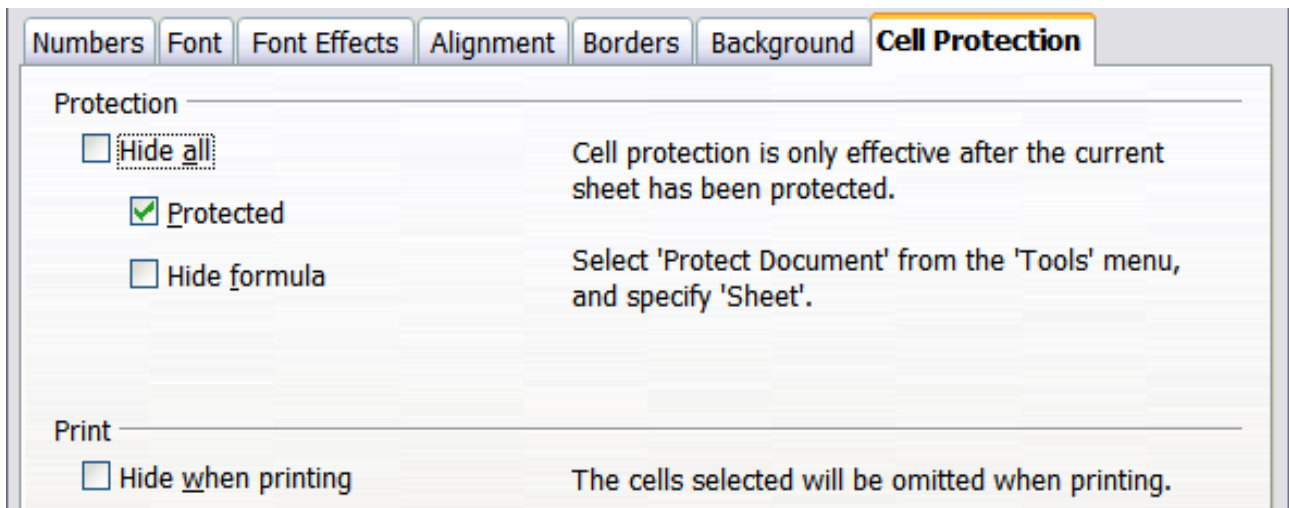 Numbers Font Font Effects Alignment Borders Background Cell Protection
Protection
Hide all
Cell protection is only effective after the current
sheet has been protected.
Protected
Hide formula
Select 'Protect Document' from the 'Tools' menu,
and specify 'Sheet'.
Print
Hide when printing
The cells selected will be omitted when printing.